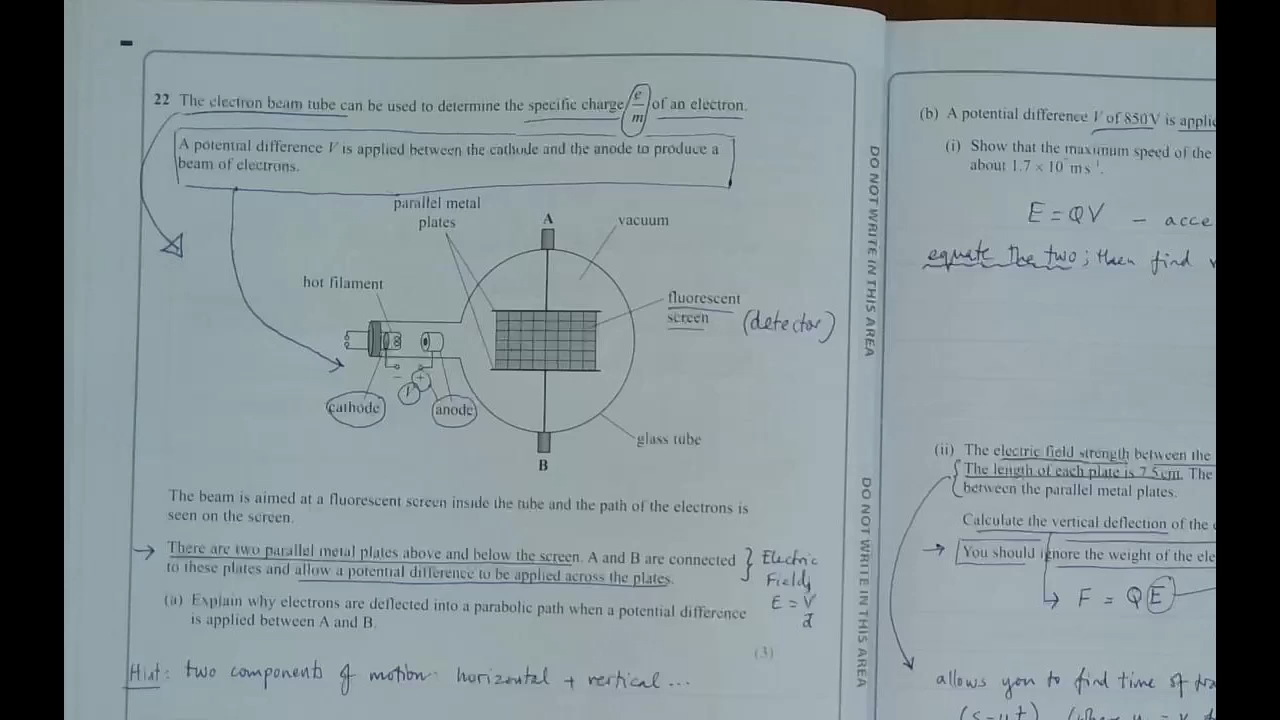 22 The electron beam tube can be used to determine the specific charge e/m of an electron.
A potential difference V is applied between the cathode and the anode to produce a
beam of electrons.
parallel metal
plates
A
vacuum
hot filament
fluorescent
screen
(detector)
−
+
V
cathode
anode
glass tube
B
The beam is aimed at a fluorescent screen inside the tube and the path of the electrons is
seen on the screen.
There are two parallel metal plates above and below the screen. A and B are connected
to these plates and allow a potential difference to be applied across the plates.
Electric
Fields
E = V
d
(a) Explain why electrons are deflected into a parabolic path when a potential difference
is applied between A and B.
(3)
Hint: two components of motion: horizontal + vertical ...
DO NOT WRITE IN THIS AREA
DO NOT WRITE IN THIS AREA
(b) A potential difference V of 850 V is applie
(i) Show that the maximum speed of the
about 1.7 × 10 m s⁻¹.
E = QV – acce
equate the two; then find v
(ii) The electric field strength between the
The length of each plate is 7.5 cm. The
between the parallel metal plates.
Calculate the vertical deflection of the
You should ignore the weight of the ele
F = QE
allows you to find time of tra